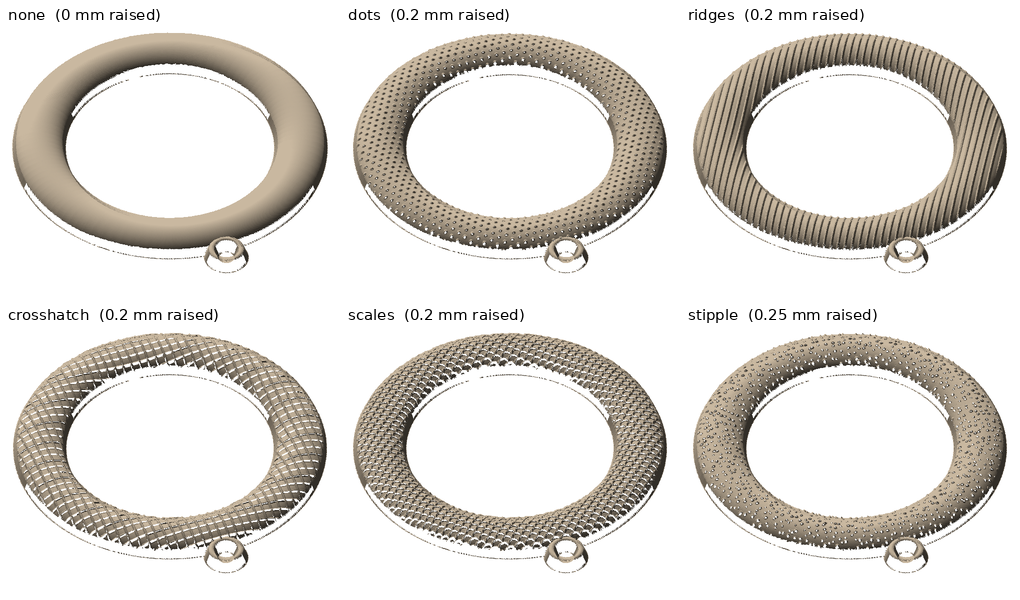 none  (0 mm raised)
dots  (0.2 mm raised)
ridges  (0.2 mm raised)
crosshatch  (0.2 mm raised)
scales  (0.2 mm raised)
stipple  (0.25 mm raised)